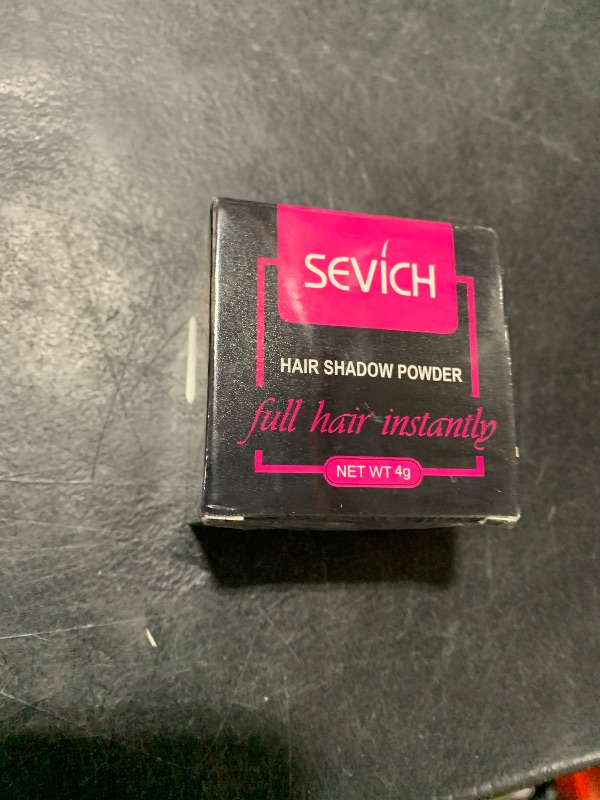 SEVICH
HAIR SHADOW POWDER
full hair instantly
NET WT 4g